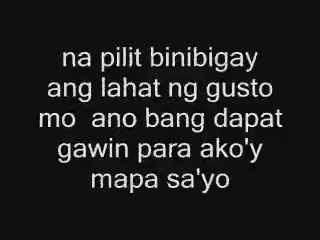 na pilit binibigay
ang lahat ng gusto
mo ano bang dapat
gawin para ako'y
mapa sa'yo